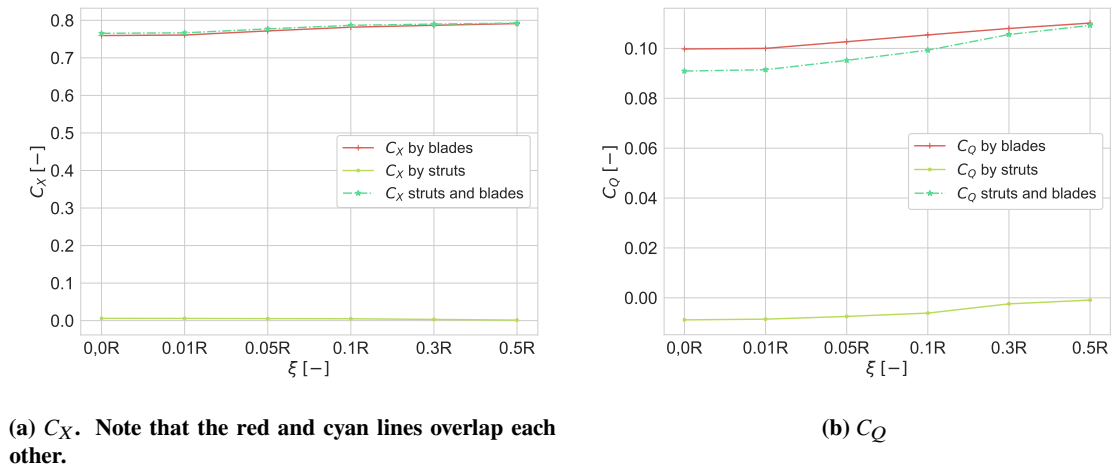 0.8
0.7
0.6
0.5
0.4
0.3
0.2
0.1
0.0
C_X [−]
C_X by blades
C_X by struts
C_X struts and blades
0,0R 0.01R 0.05R 0.1R 0.3R 0.5R
ξ [−]
0.10
0.08
0.06
0.04
0.02
0.00
C_Q [−]
C_Q by blades
C_Q by struts
C_Q struts and blades
0,0R 0.01R 0.05R 0.1R 0.3R 0.5R
ξ [−]
(a) C_X. Note that the red and cyan lines overlap each
other.
(b) C_Q